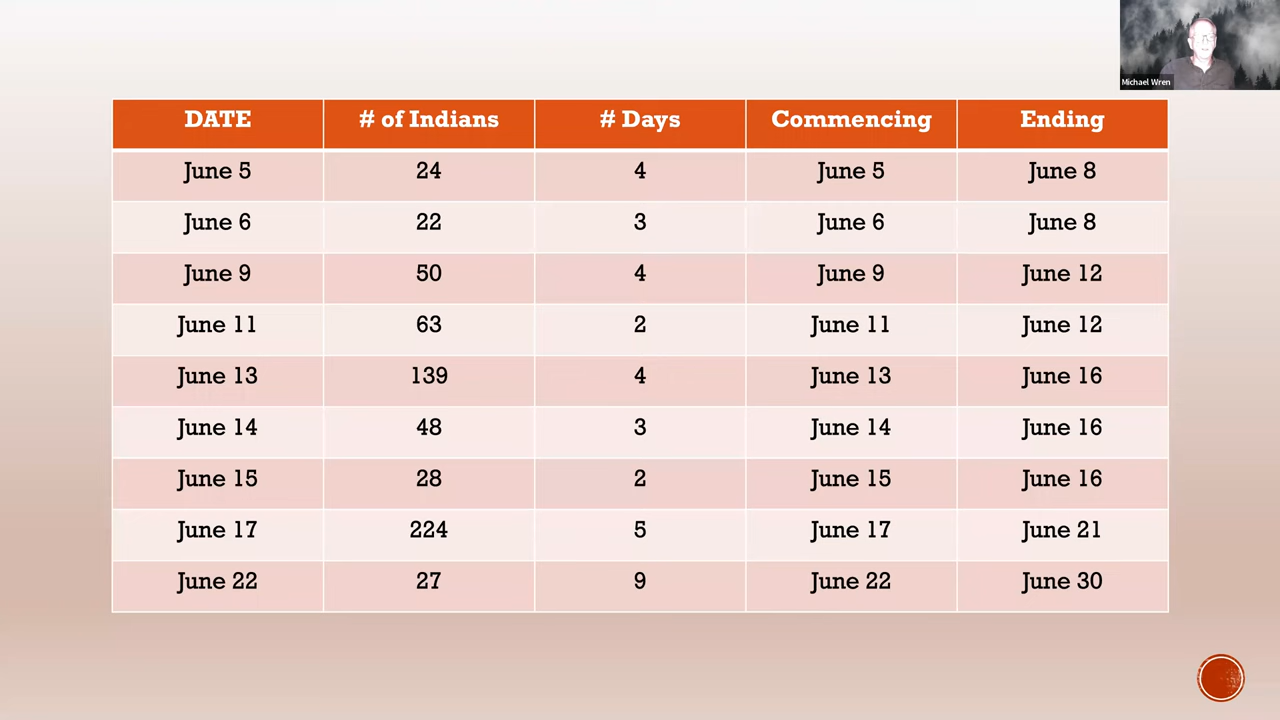 Michael Wren
DATE # of Indians # Days Commencing Ending
June 5 24 4 June 5 June 8
June 6 22 3 June 6 June 8
June 9 50 4 June 9 June 12
June 11 63 2 June 11 June 12
June 13 139 4 June 13 June 16
June 14 48 3 June 14 June 16
June 15 28 2 June 15 June 16
June 17 224 5 June 17 June 21
June 22 27 9 June 22 June 30